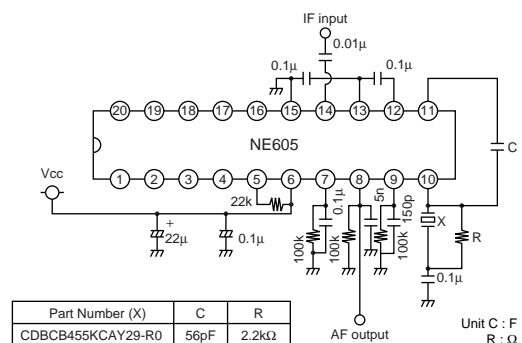 IF input
0.01μ
0.1μ
0.1μ
20 19 18 17 16 15 14 13 12 11
NE605
C
1 2 3 4 5 6 7 8 9 10
Vcc
22k
+
22μ
0.1μ
100k
0.1μ
100k
5n
100k
150p
X
R
0.1μ
Part Number (X) C R
CDBCB455KCAY29-R0 56pF 2.2kΩ
AF output
Unit C : F
R : Ω